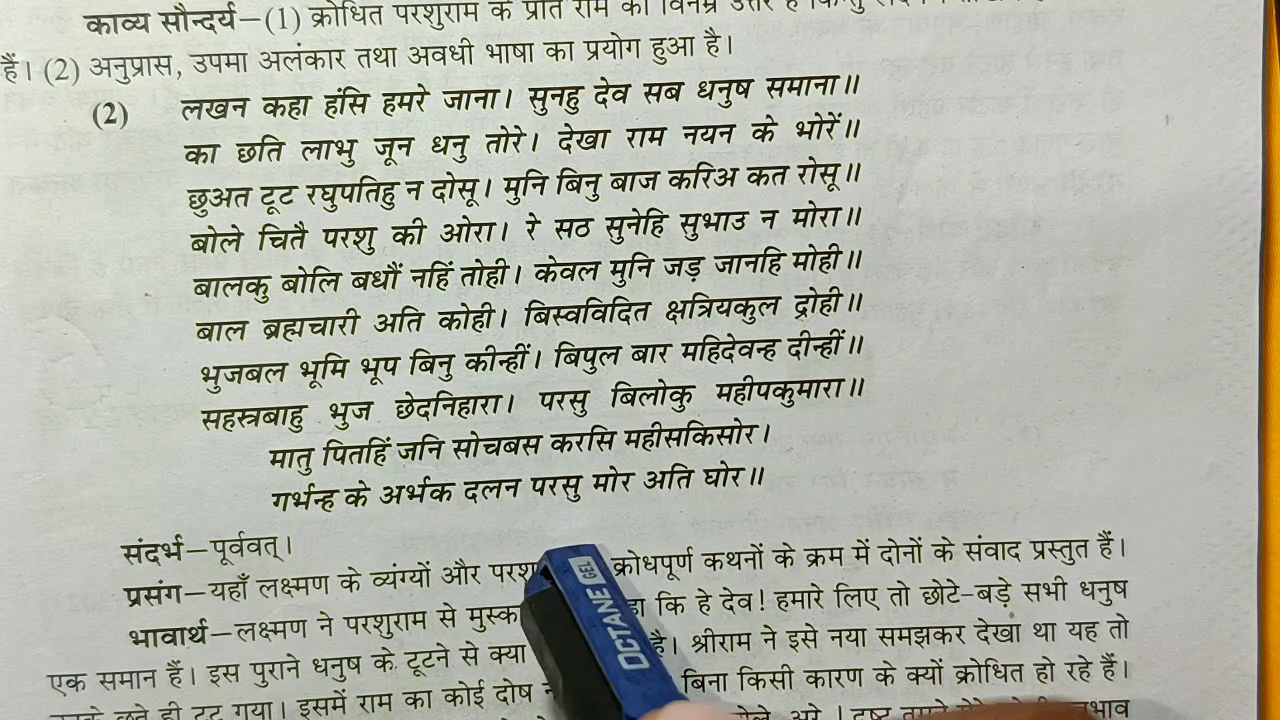 काव्य सौन्दर्य–(1) क्रोधित परशुराम के प्रति राम का विनम्र उत्तर है
हैं। (2) अनुप्रास, उपमा अलंकार तथा अवधी भाषा का प्रयोग हुआ है।
(2) लखन कहा हंसि हमरे जाना। सुनहु देव सब धनुष समाना॥
का छति लाभु जून धनु तोरे। देखा राम नयन के भोरें॥
छुअत टूट रघुपतिहु न दोसू। मुनि बिनु बाज करिअ कत रोसू॥
बोले चितै परशु की ओरा। रे सठ सुनेहि सुभाउ न मोरा॥
बालकु बोलि बधौं नहिं तोही। केवल मुनि जड़ जानहि मोही॥
बाल ब्रह्मचारी अति कोही। बिस्वविदित क्षत्रियकुल द्रोही॥
भुजबल भूमि भूप बिनु कीन्हीं। बिपुल बार महिदेवन्ह दीन्हीं॥
सहस्त्रबाहु भुज छेदनिहारा। परसु बिलोकु महीपकुमारा॥
मातु पितहिं जनि सोचबस करसि महीसकिसोर।
गर्भन्ह के अर्भक दलन परसु मोर अति घोर॥
संदर्भ–पूर्ववत्।
प्रसंग–यहाँ लक्ष्मण के व्यंग्यों और क्रोधपूर्ण कथनों के क्रम में दोनों के संवाद प्रस्तुत हैं।
भावार्थ–लक्ष्मण ने परशुराम से कि हे देव! हमारे लिए तो छोटे-बड़े सभी धनुष
एक समान हैं। इस पुराने धनुष के टूटने से क्या है। श्रीराम ने इसे नया समझकर देखा था यह तो
छूते ही टूट गया। इसमें राम का कोई दोष बिना किसी कारण के क्यों क्रोधित हो रहे हैं।
OCTANE GEL